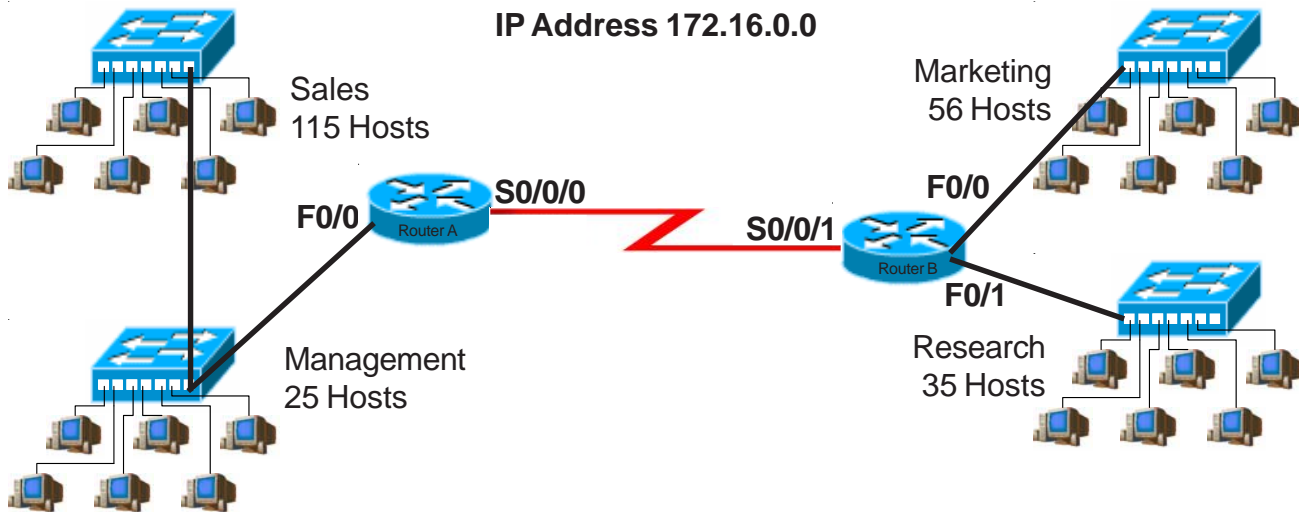 IP Address 172.16.0.0
Sales
115 Hosts
Marketing
56 Hosts
F0/0
S0/0/0
Router A
S0/0/1
F0/0
Router B
F0/1
Management
25 Hosts
Research
35 Hosts